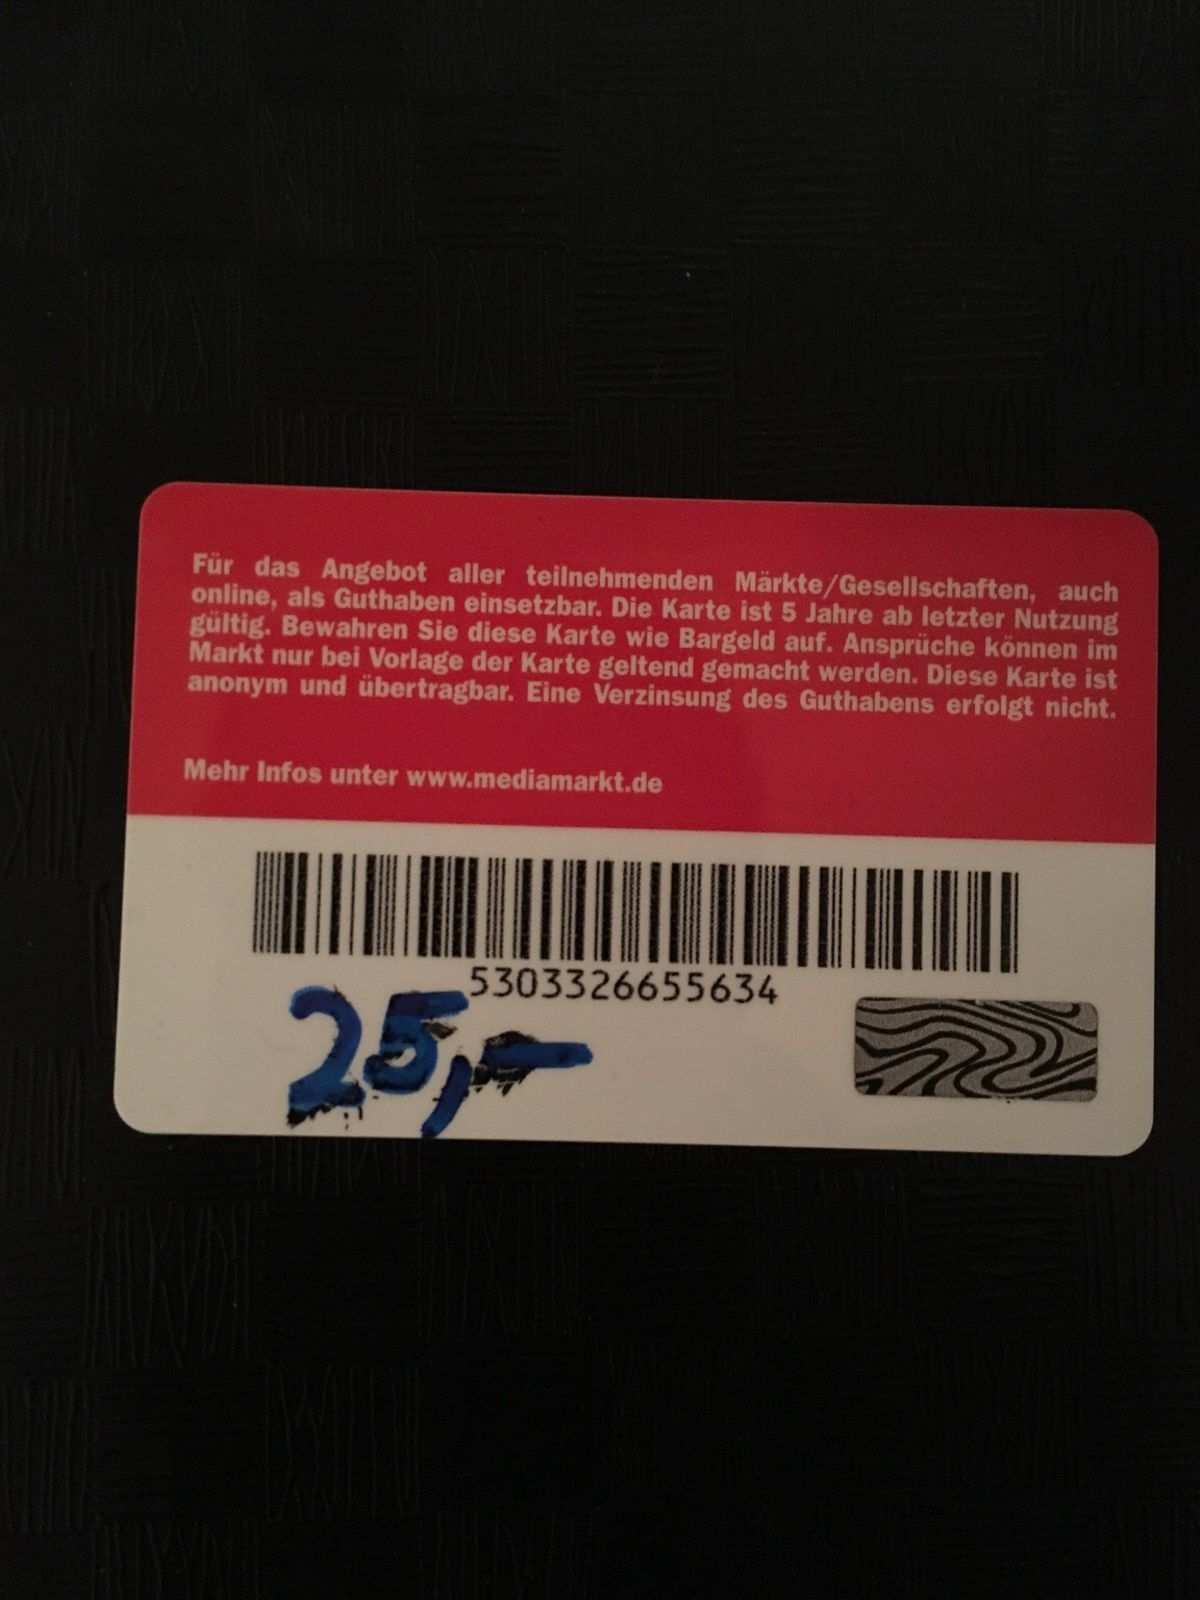 Für das Angebot aller teilnehmenden Märkte/Gesellschaften, auch
online, als Guthaben einsetzbar. Die Karte ist 5 Jahre ab letzter Nutzung
gültig. Bewahren Sie diese Karte wie Bargeld auf. Ansprüche können im
Markt nur bei Vorlage der Karte geltend gemacht werden. Diese Karte ist
anonym und übertragbar. Eine Verzinsung des Guthabens erfolgt nicht.
Mehr Infos unter www.mediamarkt.de
5303326655634
25,-